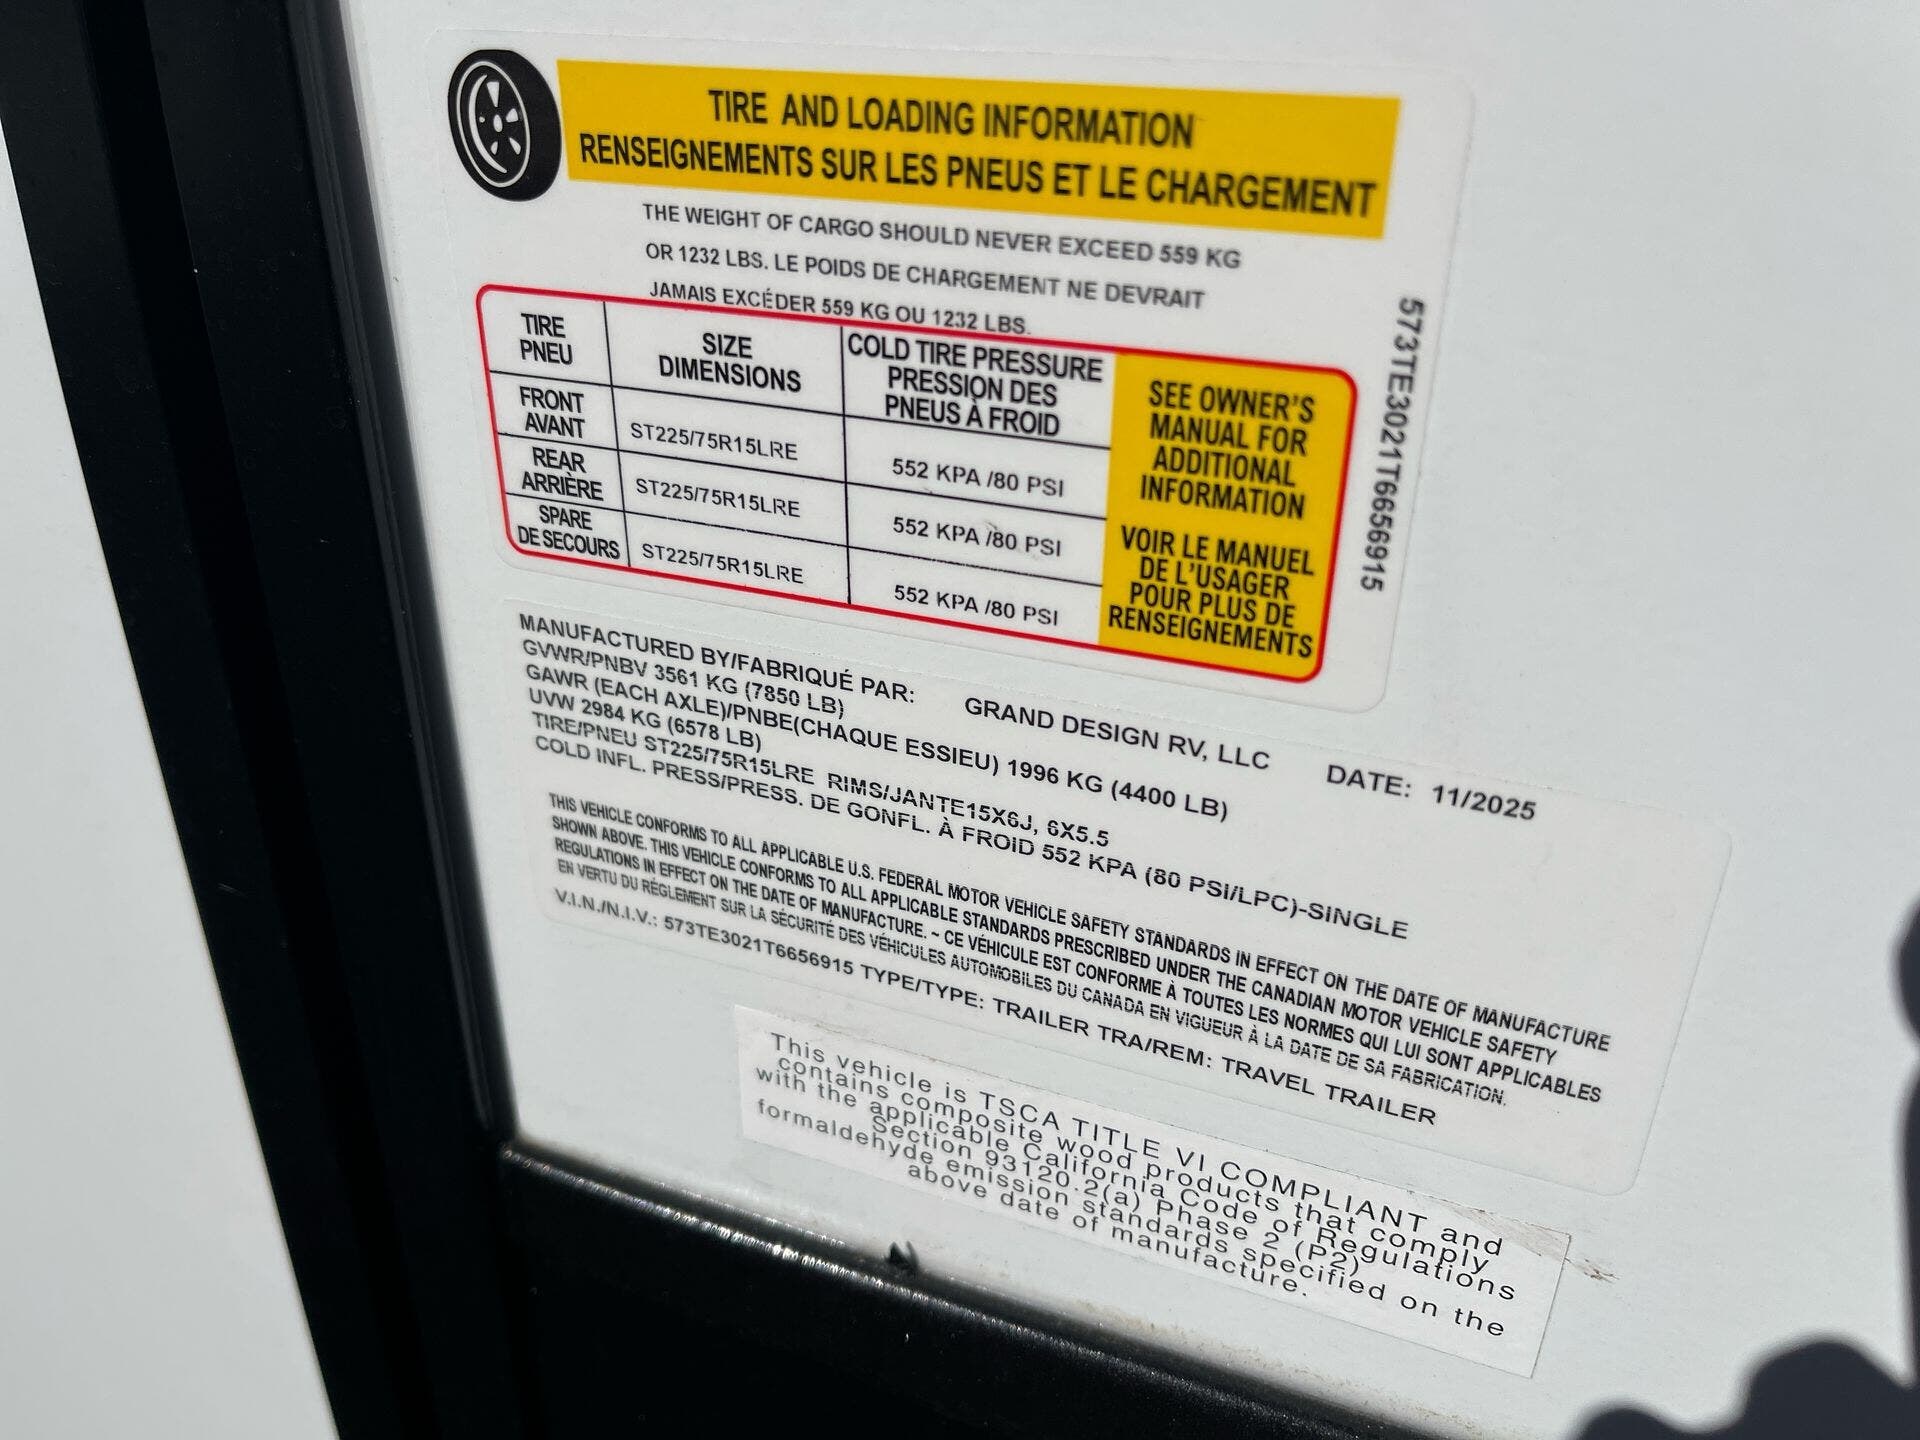 TIRE AND LOADING INFORMATION
RENSEIGNEMENTS SUR LES PNEUS ET LE CHARGEMENT
THE WEIGHT OF CARGO SHOULD NEVER EXCEED 559 KG
OR 1232 LBS. LE POIDS DE CHARGEMENT NE DEVRAIT
JAMAIS EXCÉDER 559 KG OU 1232 LBS.
TIRE
PNEU
SIZE
DIMENSIONS
COLD TIRE PRESSURE
PRESSION DES
PNEUS À FROID
FRONT
AVANT
ST225/75R15LRE
552 KPA /80 PSI
REAR
ARRIÈRE
ST225/75R15LRE
552 KPA /80 PSI
SPARE
DE SECOURS
ST225/75R15LRE
552 KPA /80 PSI
SEE OWNER'S
MANUAL FOR
ADDITIONAL
INFORMATION
VOIR LE MANUEL
DE L'USAGER
POUR PLUS DE
RENSEIGNEMENTS
573TE3021T6656915
MANUFACTURED BY/FABRIQUÉ PAR: GRAND DESIGN RV, LLC DATE: 11/2025
GVWR/PNBV 3561 KG (7850 LB)
GAWR (EACH AXLE)/PNBE(CHAQUE ESSIEU) 1996 KG (4400 LB)
UVW 2984 KG (6578 LB)
TIRE/PNEU ST225/75R15LRE RIMS/JANTE15X6J, 6X5.5
COLD INFL. PRESS/PRESS. DE GONFL. À FROID 552 KPA (80 PSI/LPC)-SINGLE
THIS VEHICLE CONFORMS TO ALL APPLICABLE U.S. FEDERAL MOTOR VEHICLE SAFETY STANDARDS IN EFFECT ON THE DATE OF MANUFACTURE
SHOWN ABOVE. THIS VEHICLE CONFORMS TO ALL APPLICABLE STANDARDS PRESCRIBED UNDER THE CANADIAN MOTOR VEHICLE SAFETY
REGULATIONS IN EFFECT ON THE DATE OF MANUFACTURE. ~ CE VÉHICULE EST CONFORME À TOUTES LES NORMES QUI LUI SONT APPLICABLES
EN VERTU DU RÉGLEMENT SUR LA SÉCURITÉ DES VÉHICULES AUTOMOBILES DU CANADA EN VIGUEUR À LA DATE DE SA FABRICATION.
V.I.N./N.I.V.: 573TE3021T6656915 TYPE/TYPE: TRAILER TRA/REM: TRAVEL TRAILER
This vehicle is TSCA TITLE VI COMPLIANT and
contains composite wood products that comply
with the applicable California Code of Regulations
Section 93120.2(a) Phase 2 (P2)
formaldehyde emission standards specified on the
above date of manufacture.